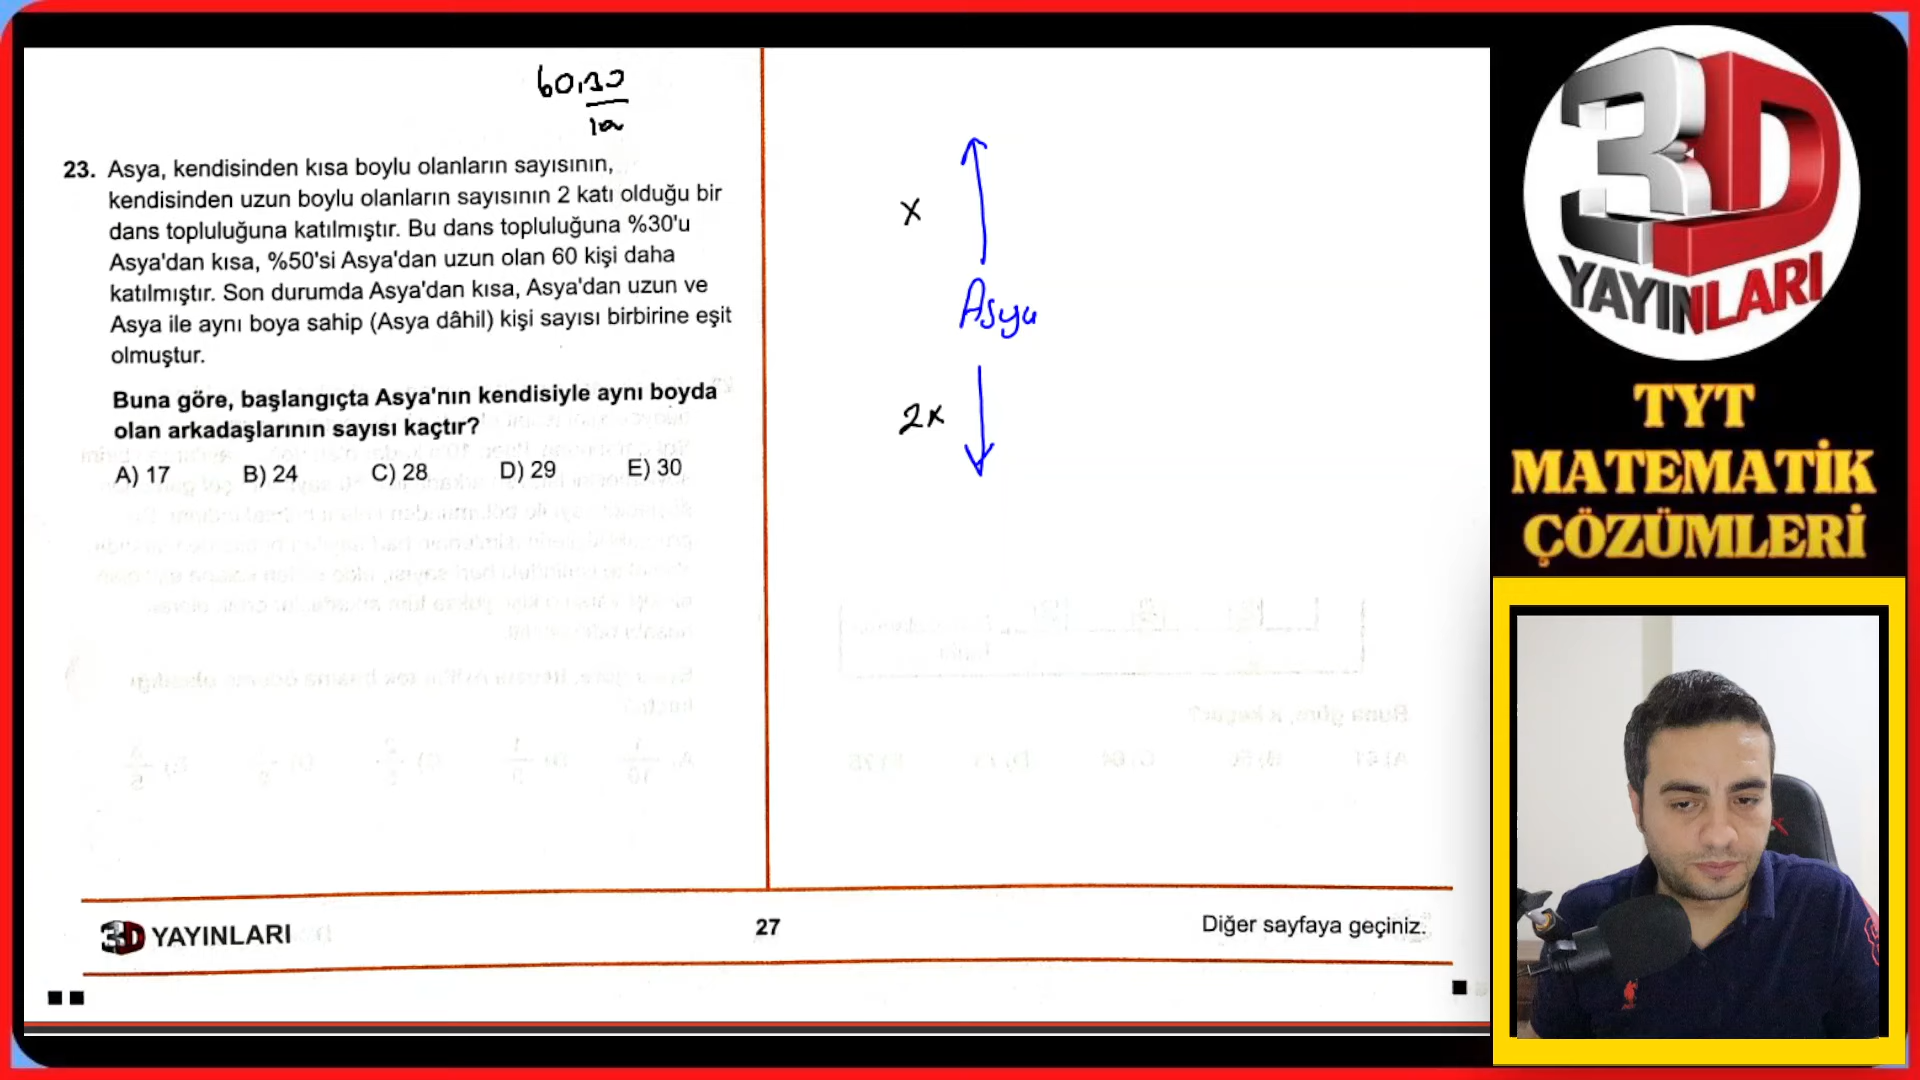 60.30
10
23. Asya, kendisinden kısa boylu olanların sayısının,
kendisinden uzun boylu olanların sayısının 2 katı olduğu bir
dans topluluğuna katılmıştır. Bu dans topluluğuna %30'u
Asya'dan kısa, %50'si Asya'dan uzun olan 60 kişi daha
katılmıştır. Son durumda Asya'dan kısa, Asya'dan uzun ve
Asya ile aynı boya sahip (Asya dâhil) kişi sayısı birbirine eşit
olmuştur.
Buna göre, başlangıçta Asya'nın kendisiyle aynı boyda
olan arkadaşlarının sayısı kaçtır?
A) 17 B) 24 C) 28 D) 29 E) 30
x
Asya
2x
3D YAYINLARI
27
Diğer sayfaya geçiniz.
3D
YAYINLARI
TYT
MATEMATİK
ÇÖZÜMLERİ